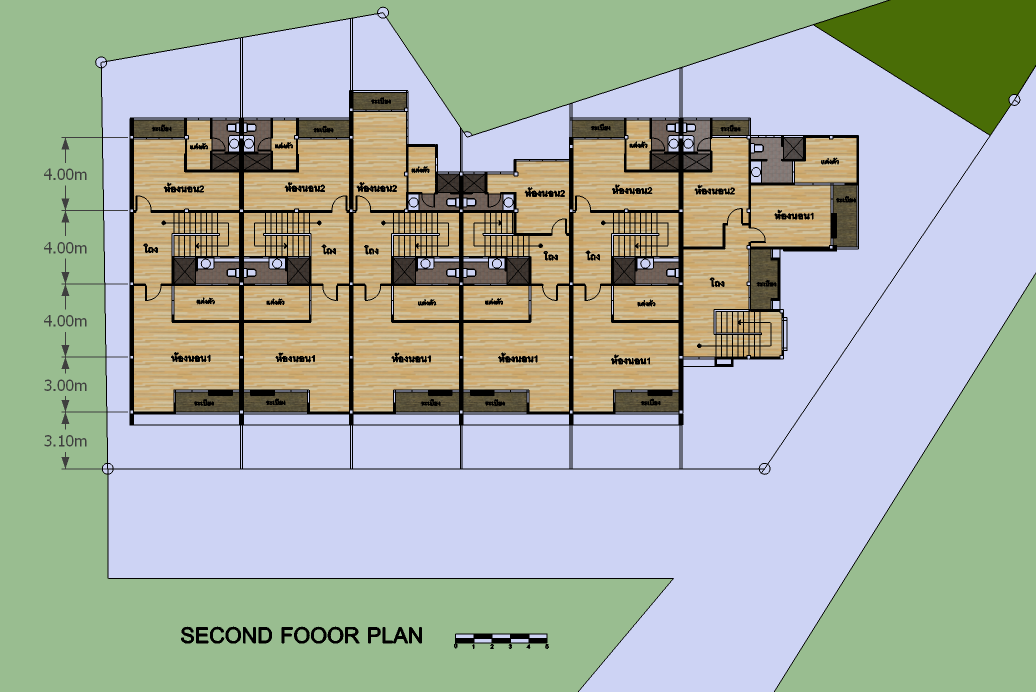 ระเบียง ระเบียง ระเบียง ระเบียง ระเบียง
แต่งตัว แต่งตัว แต่งตัว แต่งตัว แต่งตัว
4.00m
ห้องนอน2 ห้องนอน2 ห้องนอน2 ห้องนอน2 ห้องนอน2 ห้องนอน2
ห้องนอน1 ระเบียง
4.00m
โถง โถง โถง โถง โถง
โถง ระเบียง
แต่งตัว แต่งตัว แต่งตัว แต่งตัว แต่งตัว
4.00m
ห้องนอน1 ห้องนอน1 ห้องนอน1 ห้องนอน1 ห้องนอน1
3.00m
ระเบียง ระเบียง ระเบียง ระเบียง ระเบียง
3.10m
SECOND FOOOR PLAN
0 1 2 3 4 5